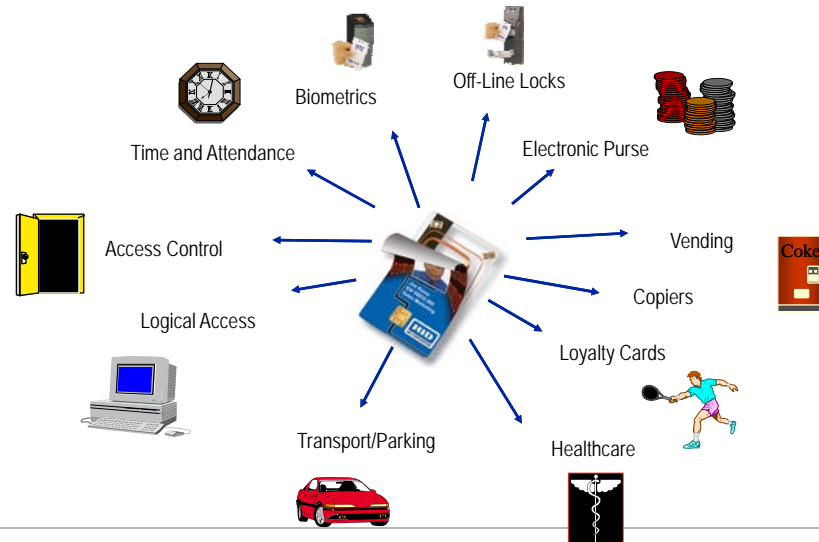 Off-Line Locks
Biometrics
Electronic Purse
Time and Attendance
Access Control
Vending
Coke
Copiers
Logical Access
Loyalty Cards
HID
Transport/Parking
Healthcare